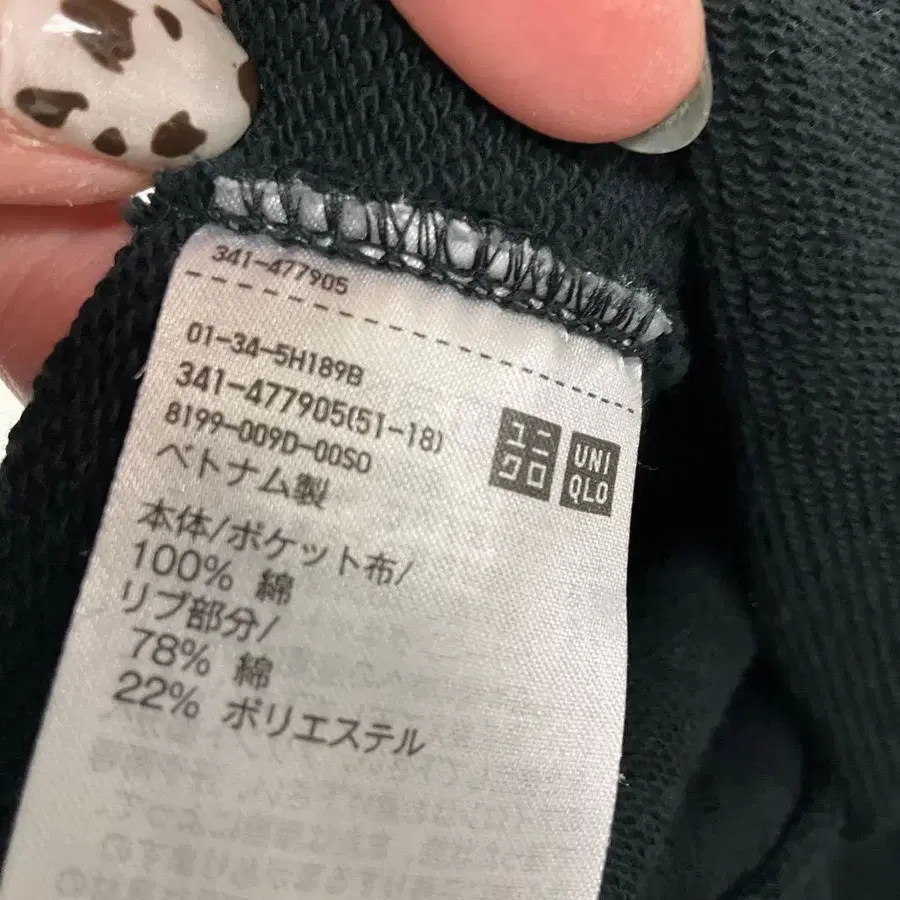 341-477905
01-34-5H189B
341-477905(51-18)
8199-009D-00SO
ベトナム製
ユニ
クロ
UNI
QLO
本体/ポケット布/
100% 綿
リブ部分/
78% 綿
22% ポリエステル